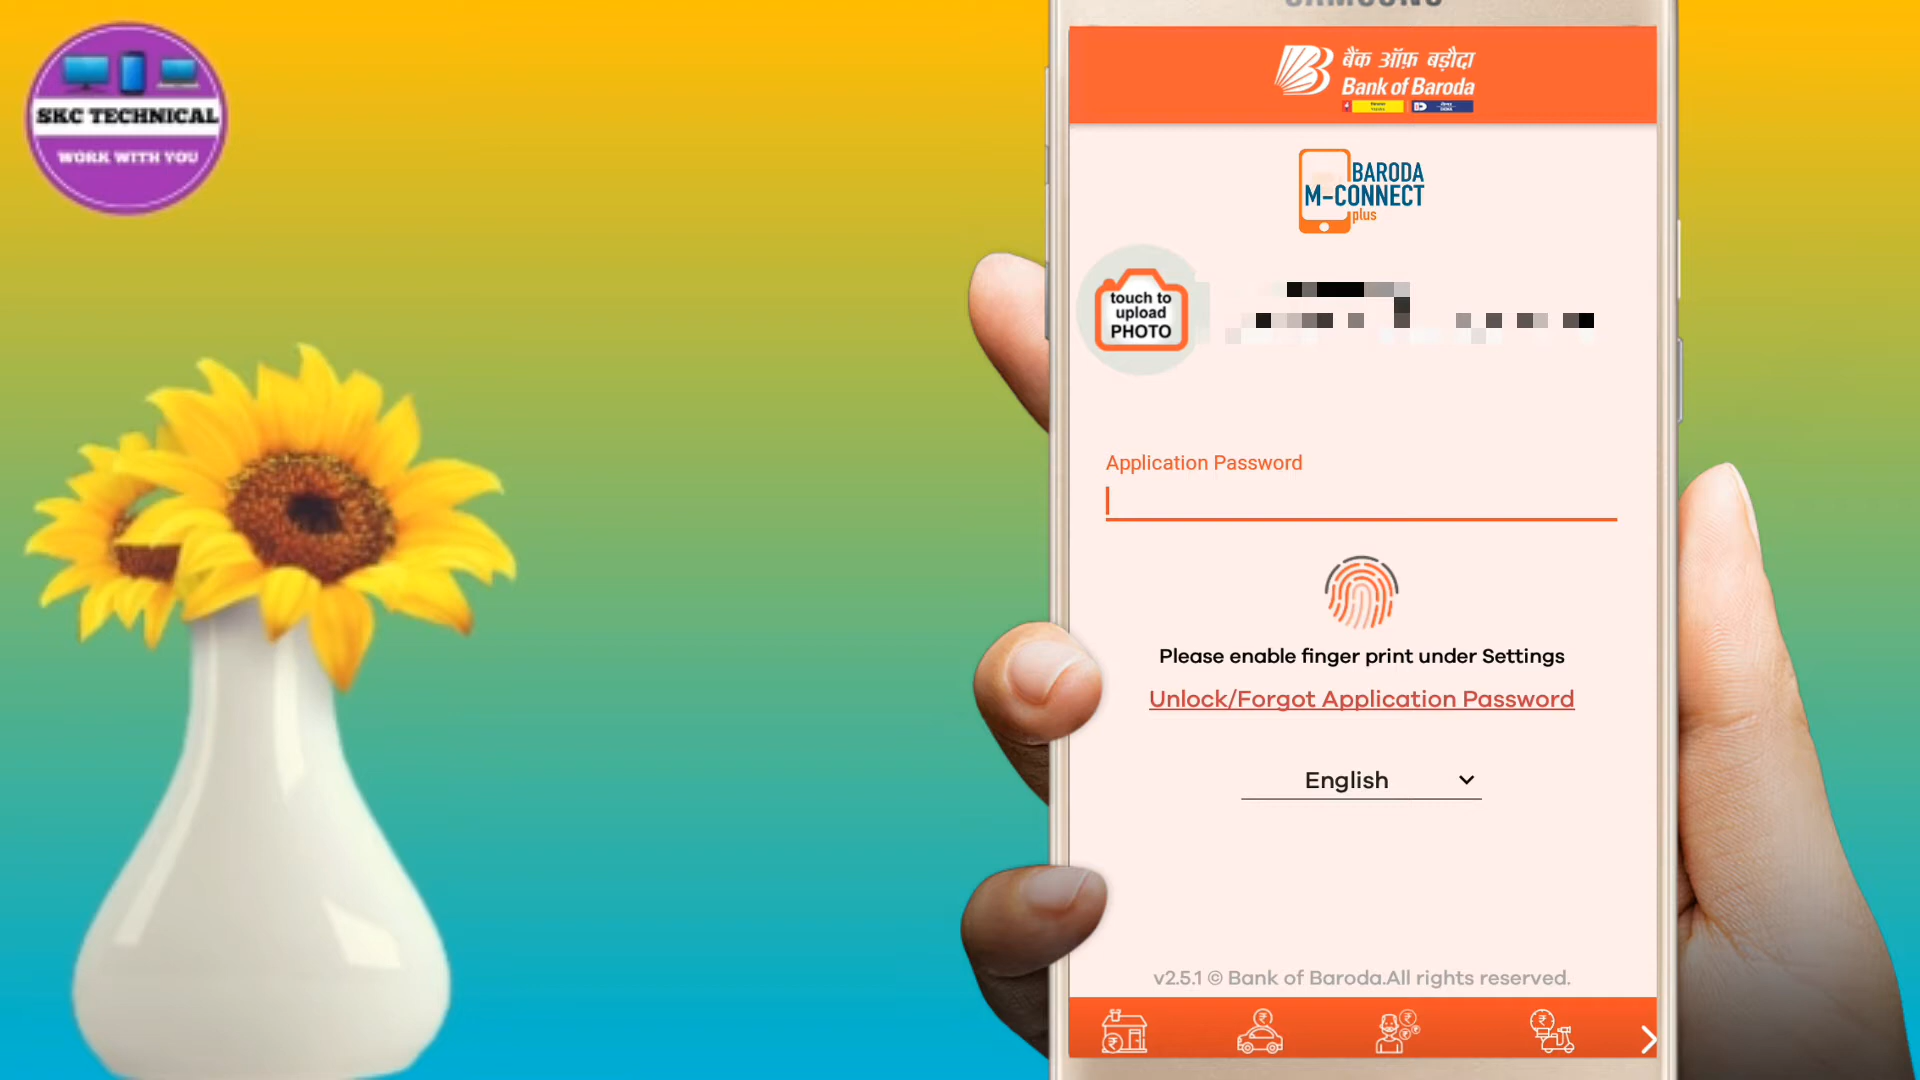 SKC TECHNICAL
WORK WITH YOU
SAMSUNG
बैंक ऑफ़ बड़ौदा
Bank of Baroda
BARODA
M-CONNECT
plus
touch to
upload
PHOTO
Application Password
Please enable finger print under Settings
Unlock/Forgot Application Password
English
v2.5.1 © Bank of Baroda.All rights reserved.